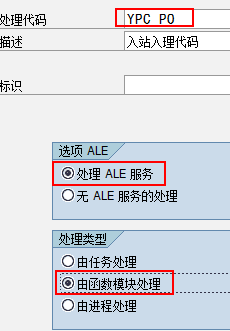 处理代码 YPC_PO
描述 入站入理代码
标识
选项 ALE
处理 ALE 服务
无 ALE 服务的处理
处理类型
由任务处理
由函数模块处理
由进程处理